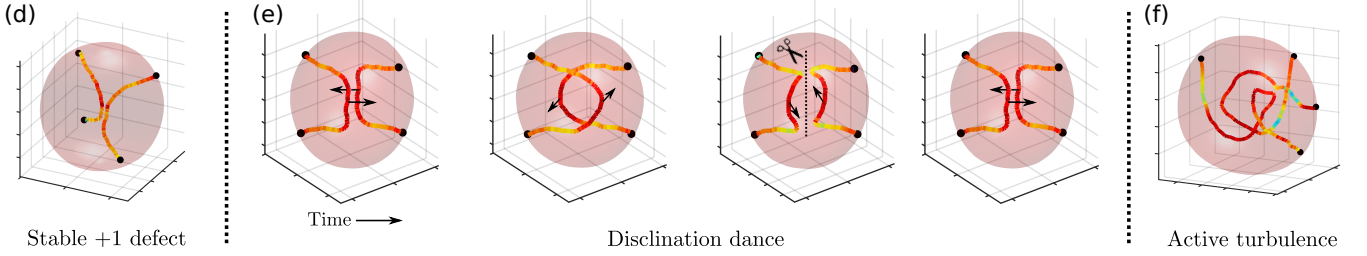 (d)
(e)
(f)
Time
Stable +1 defect
Disclination dance
Active turbulence